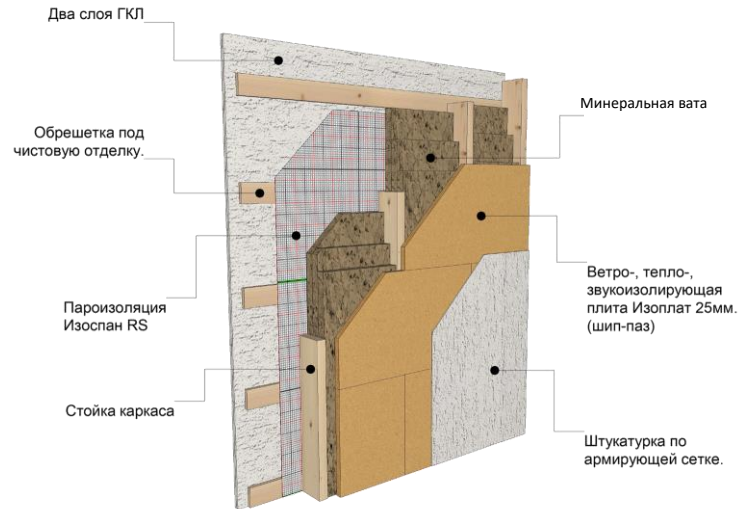 Два слоя ГКЛ
Обрешетка под
чистовую отделку.
Пароизоляция
Изоспан RS
Стойка каркаса
Минеральная вата
Ветро-, тепло-,
звукоизолирующая
плита Изоплат 25мм.
(шип-паз)
Штукатурка по
армирующей сетке.